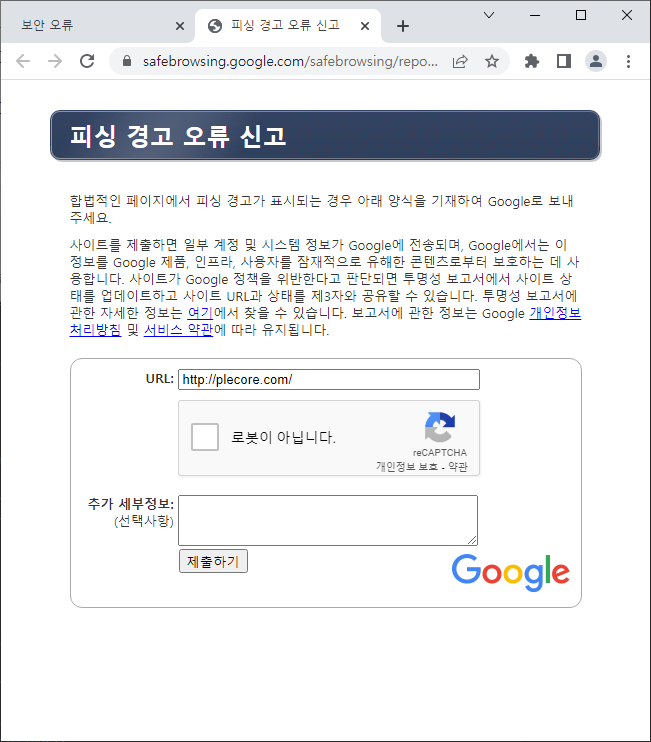 보안 오류
피싱 경고 오류 신고
safebrowsing.google.com/safebrowsing/repo...
피싱 경고 오류 신고
합법적인 페이지에서 피싱 경고가 표시되는 경우 아래 양식을 기재하여 Google로 보내
주세요.
사이트를 제출하면 일부 계정 및 시스템 정보가 Google에 전송되며, Google에서는 이
정보를 Google 제품, 인프라, 사용자를 잠재적으로 유해한 콘텐츠로부터 보호하는 데 사
용합니다. 사이트가 Google 정책을 위반한다고 판단되면 투명성 보고서에서 사이트 상
태를 업데이트하고 사이트 URL과 상태를 제3자와 공유할 수 있습니다. 투명성 보고서에
관한 자세한 정보는 여기에서 찾을 수 있습니다. 보고서에 관한 정보는 Google 개인정보
처리방침 및 서비스 약관에 따라 유지됩니다.
URL: http://plecore.com/
로봇이 아닙니다.
reCAPTCHA
개인정보 보호 - 약관
추가 세부정보:
(선택사항)
제출하기
Google